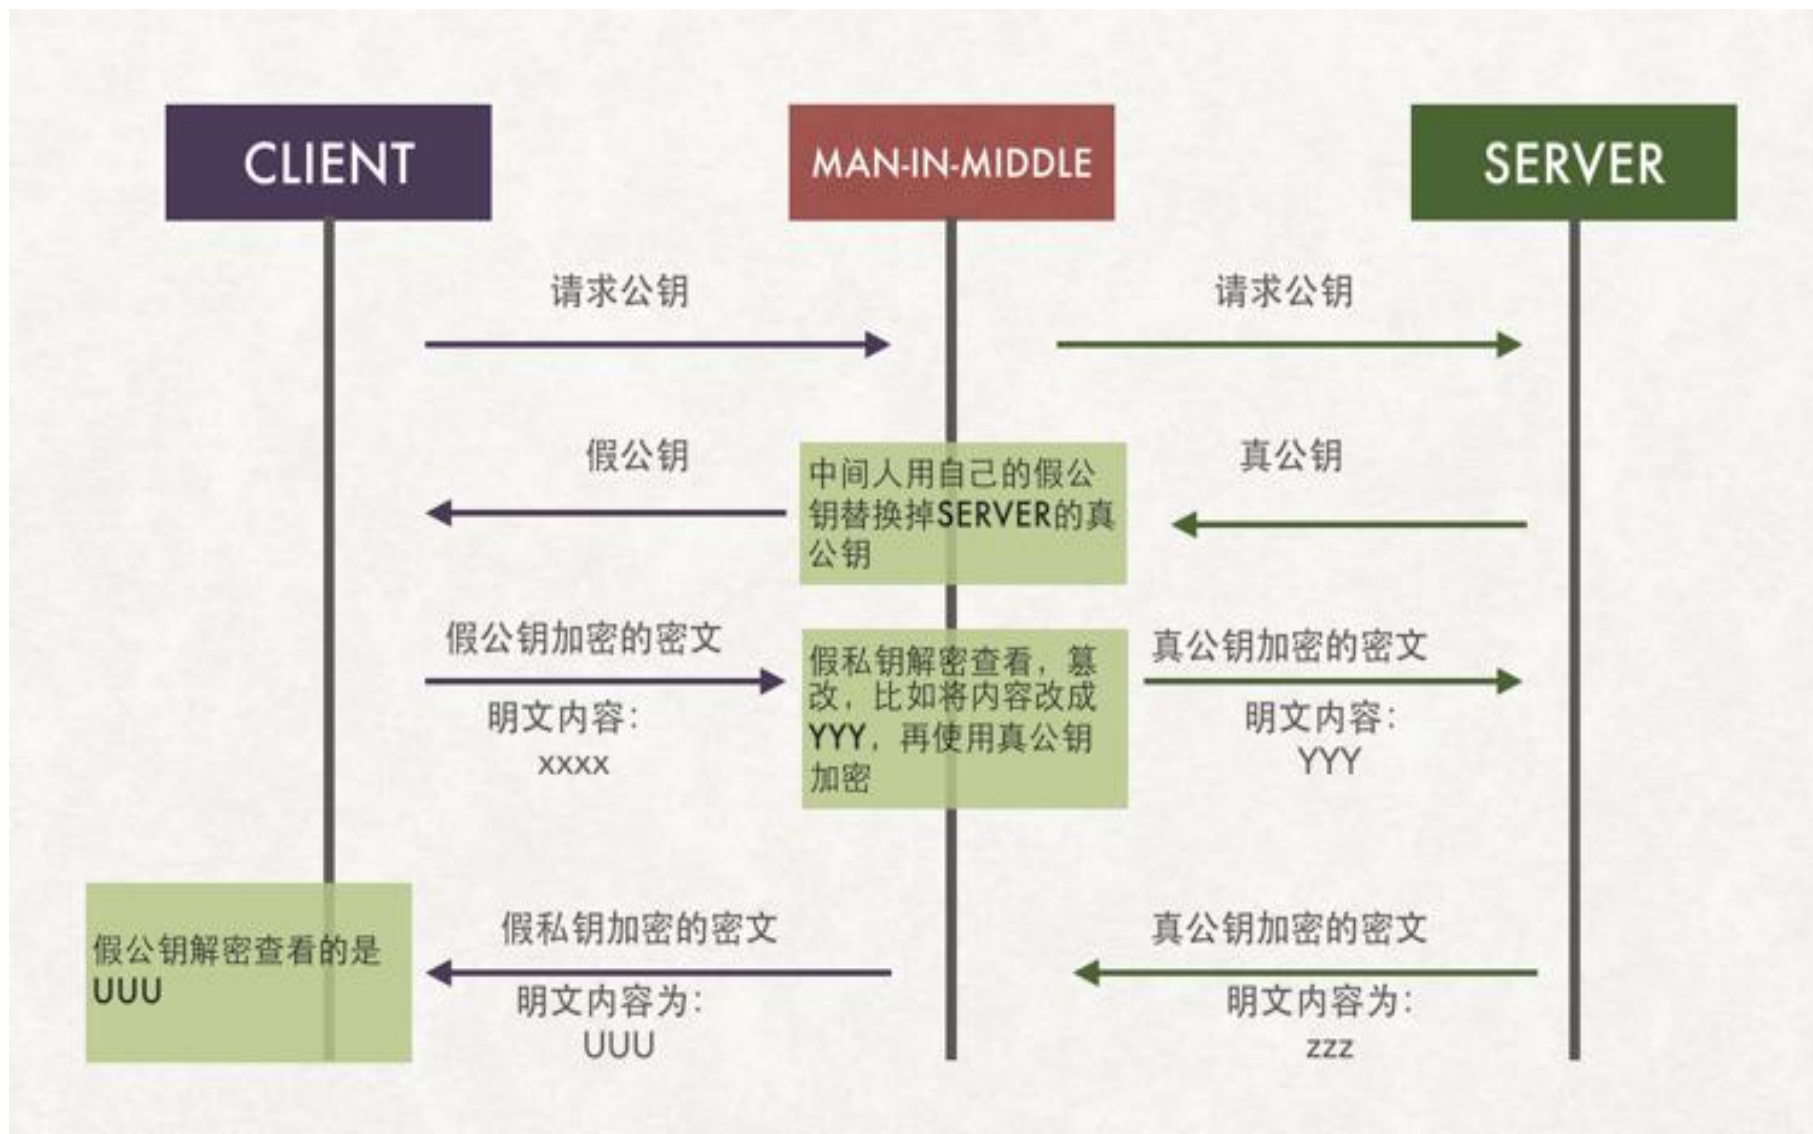 CLIENT
MAN-IN-MIDDLE
SERVER
请求公钥
请求公钥
假公钥
真公钥
中间人用自己的假公
钥替换掉SERVER的真
公钥
假公钥加密的密文
明文内容:
xxxx
假私钥解密查看，篡
改，比如将内容改成
YYY，再使用真公钥
加密
真公钥加密的密文
明文内容:
YYY
假公钥解密查看的是
UUU
假私钥加密的密文
明文内容为:
UUU
真公钥加密的密文
明文内容为:
zzz